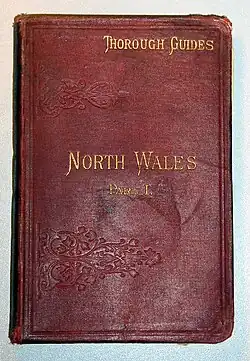 THOROUGH GUIDES
NORTH WALES
PART I.